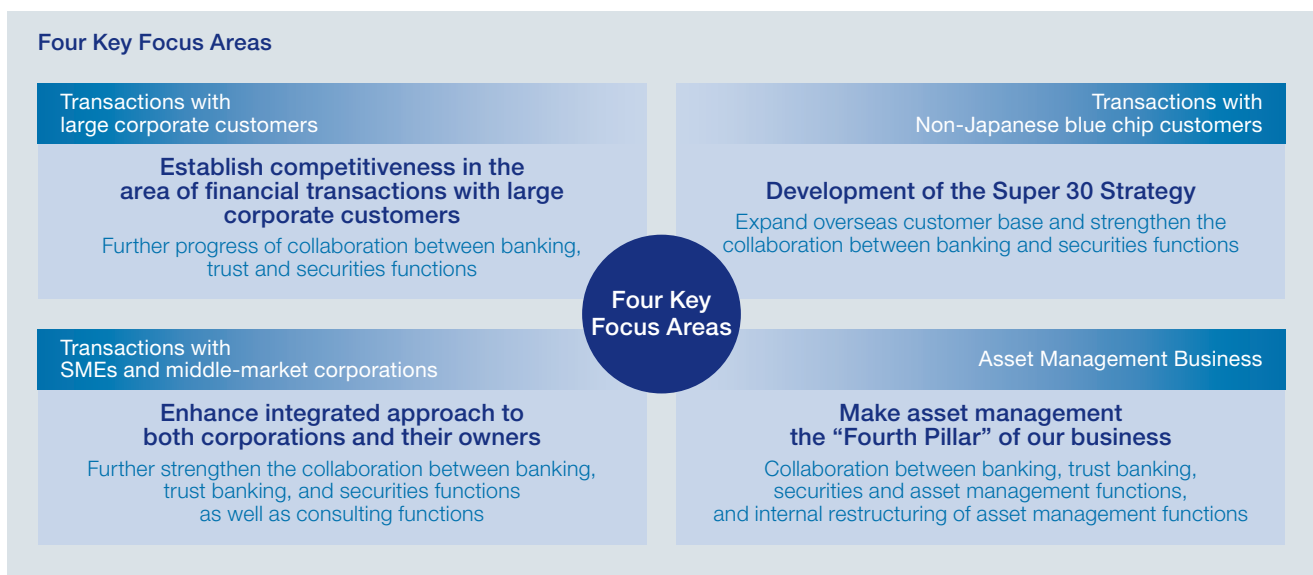 Four Key Focus Areas
Transactions with
large corporate customers
Establish competitiveness in the
area of financial transactions with large
corporate customers
Further progress of collaboration between banking,
trust and securities functions
Transactions with
Non-Japanese blue chip customers
Development of the Super 30 Strategy
Expand overseas customer base and strengthen the
collaboration between banking and securities functions
Four Key
Focus Areas
Transactions with
SMEs and middle-market corporations
Enhance integrated approach to
both corporations and their owners
Further strengthen the collaboration between banking,
trust banking, and securities functions
as well as consulting functions
Asset Management Business
Make asset management
the “Fourth Pillar” of our business
Collaboration between banking, trust banking,
securities and asset management functions,
and internal restructuring of asset management functions